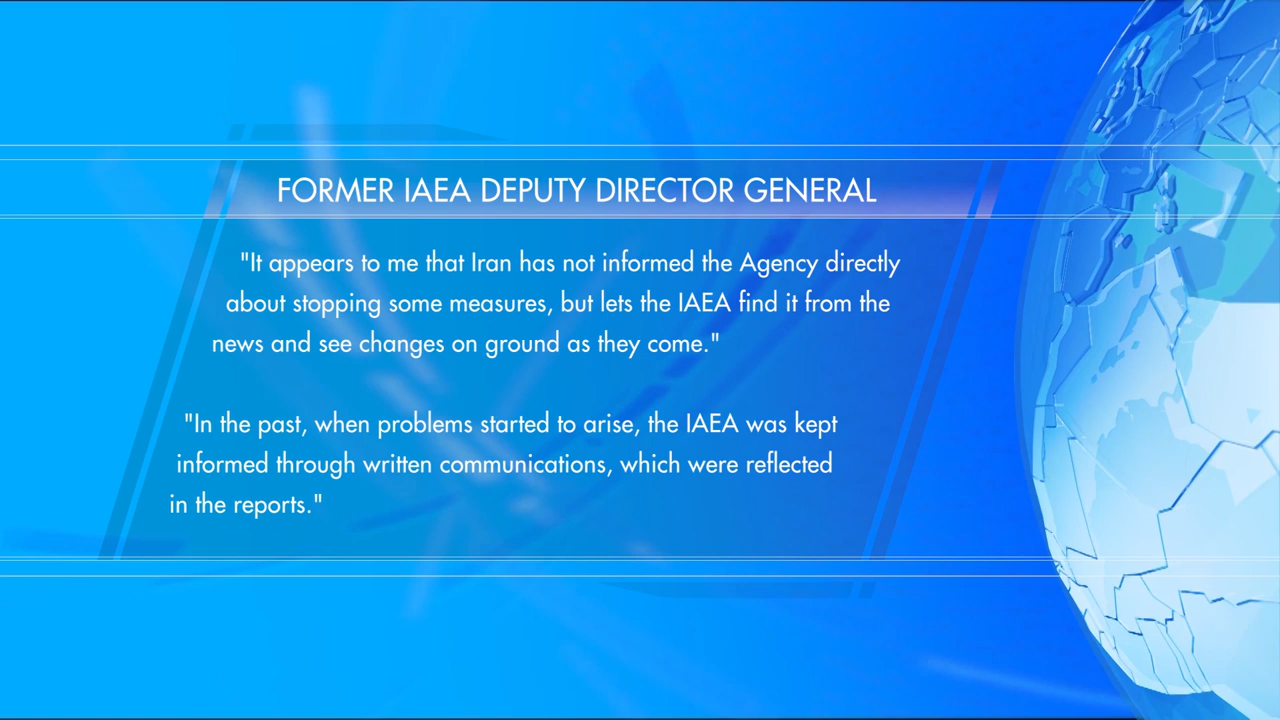 FORMER IAEA DEPUTY DIRECTOR GENERAL
"It appears to me that Iran has not informed the Agency directly
about stopping some measures, but lets the IAEA find it from the
news and see changes on ground as they come."
"In the past, when problems started to arise, the IAEA was kept
informed through written communications, which were reflected
in the reports."